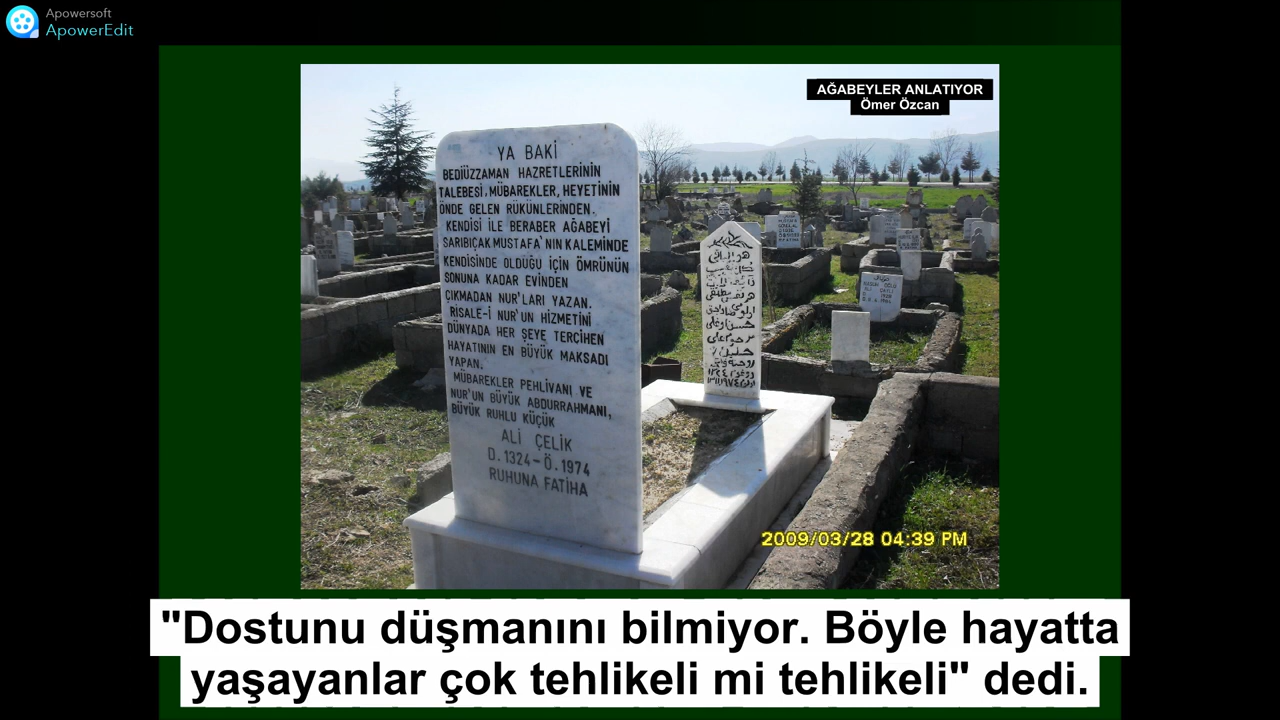 Apowersoft
ApowerEdit
AĞABEYLER ANLATIYOR
Ömer Özcan
YA BAKİ
BEDİÜZZAMAN HAZRETLERİNİN
TALEBESİ, MÜBAREKLER, HEYETİNİN
ÖNDE GELEN RÜKÜNLERİNDEN.
KENDİSİ İLE BERABER AĞABEYİ
SARIBIÇAK MUSTAFA'NIN KALEMİNDE
KENDİSİNDE OLDUĞU İÇİN ÖMRÜNÜN
SONUNA KADAR EVİNDEN
ÇIKMADAN NUR'LARI YAZAN.
RİSALE-İ NUR'UN HİZMETİNİ
DÜNYADA HER ŞEYE TERCİHEN
HAYATININ EN BÜYÜK MAKSADI
YAPAN.
MÜBAREKLER PEHLİVANI VE
NUR'UN BÜYÜK ABDURRAHMANI,
BÜYÜK RUHLU KÜÇÜK
ALİ ÇELİK
D. 1324-Ö. 1974
RUHUNA FATİHA
2009/03/28 04:39 PM
"Dostunu düşmanını bilmiyor. Böyle hayatta
yaşayanlar çok tehlikeli mi tehlikeli" dedi.